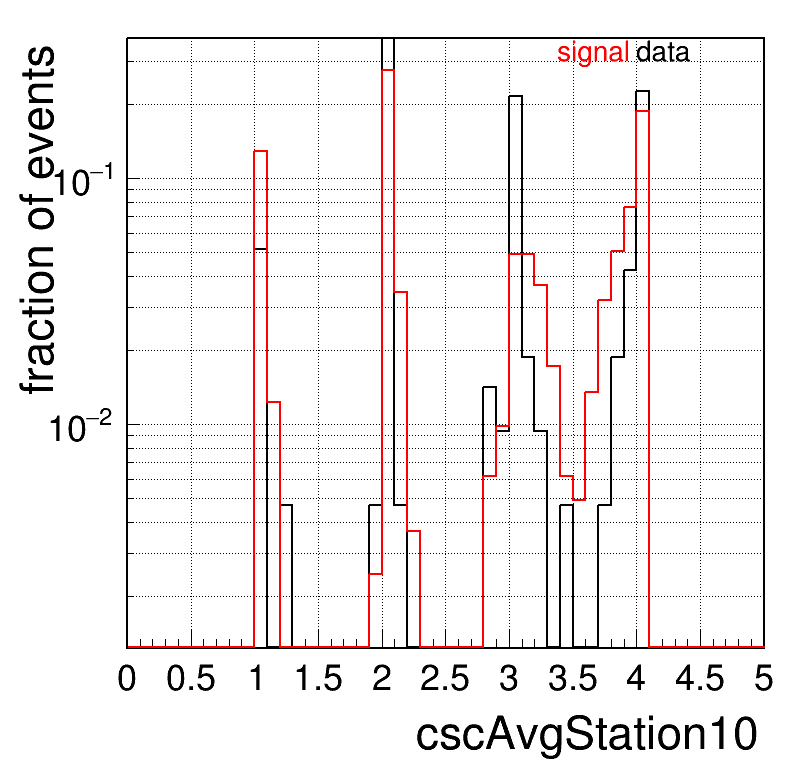 signal data
fraction of events
10⁻¹
10⁻²
0 0.5 1 1.5 2 2.5 3 3.5 4 4.5 5
cscAvgStation10